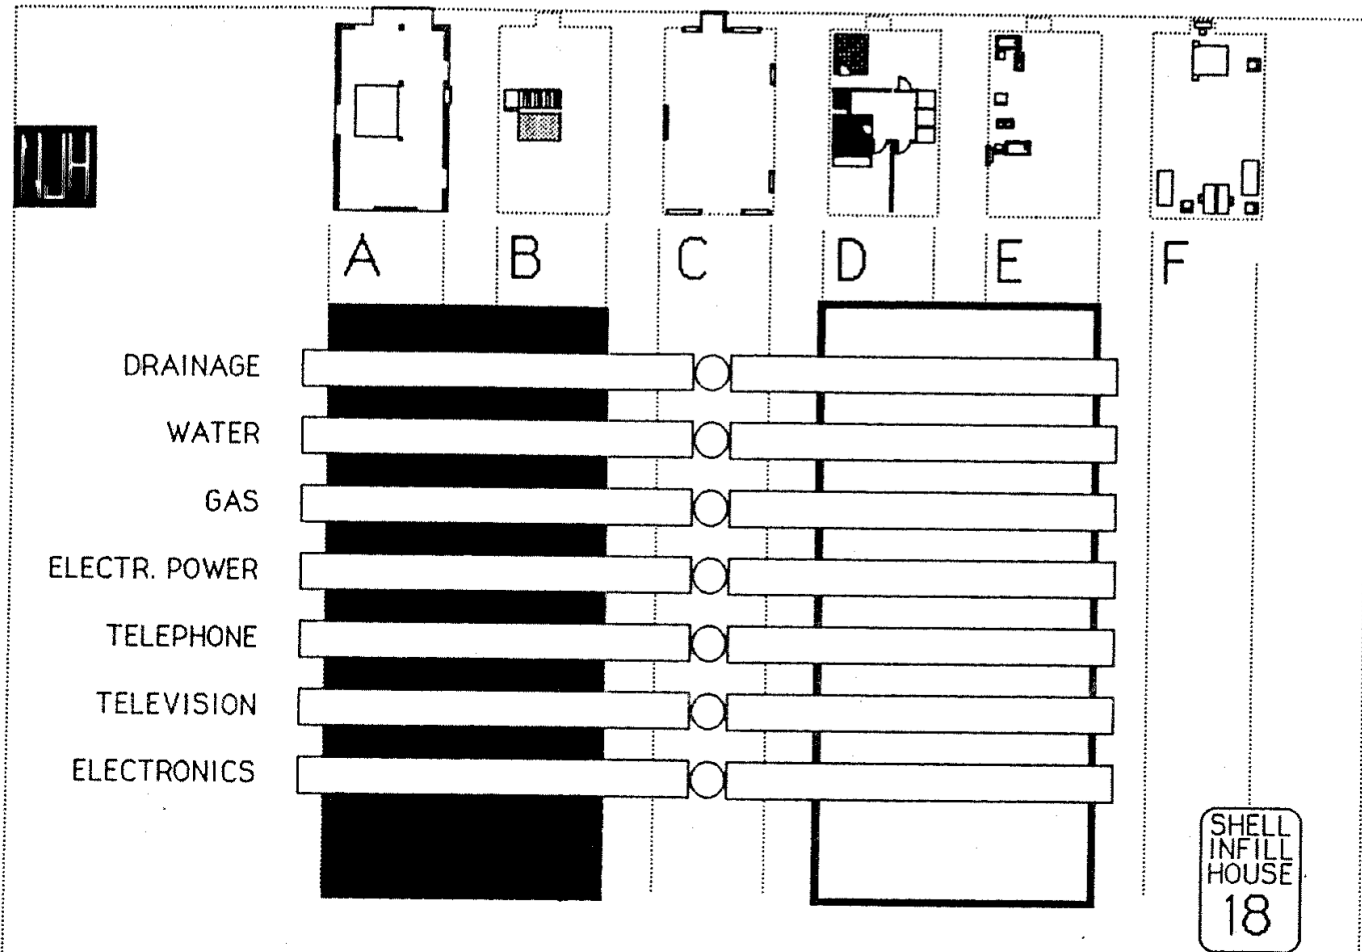 A B C D E F
DRAINAGE
WATER
GAS
ELECTR. POWER
TELEPHONE
TELEVISION
ELECTRONICS
SHELL
INFILL
HOUSE
18